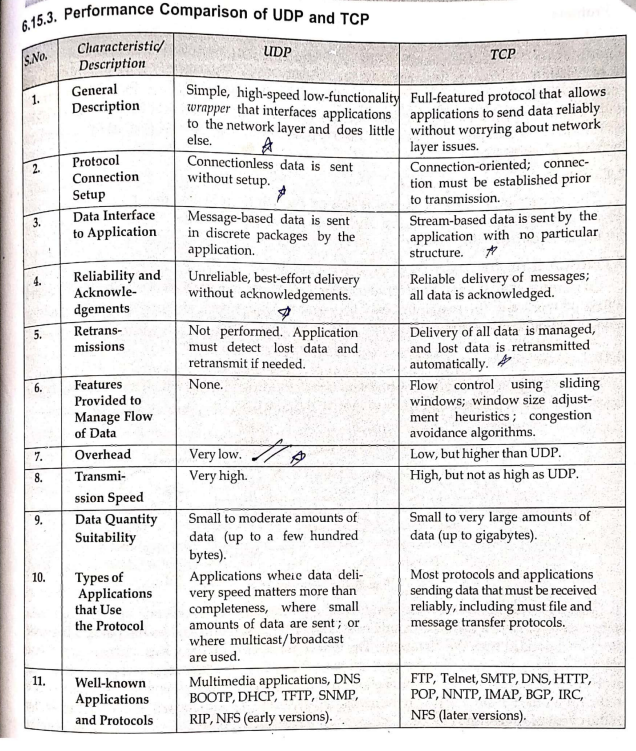 6.15.3. Performance Comparison of UDP and TCP
S.No.
Characteristic/
Description
UDP
TCP
1.
General
Description
Simple, high-speed low-functionality
wrapper that interfaces applications
to the network layer and does little
else.
Full-featured protocol that allows
applications to send data reliably
without worrying about network
layer issues.
2.
Protocol
Connection
Setup
Connectionless data is sent
without setup.
Connection-oriented; connec-
tion must be established prior
to transmission.
3.
Data Interface
to Application
Message-based data is sent
in discrete packages by the
application.
Stream-based data is sent by the
application with no particular
structure.
4.
Reliability and
Acknowle-
dgements
Unreliable, best-effort delivery
without acknowledgements.
Reliable delivery of messages;
all data is acknowledged.
5.
Retrans-
missions
Not performed. Application
must detect lost data and
retransmit if needed.
Delivery of all data is managed,
and lost data is retransmitted
automatically.
6.
Features
Provided to
Manage Flow
of Data
None.
Flow control using sliding
windows; window size adjust-
ment heuristics; congestion
avoidance algorithms.
7.
Overhead
Very low.
Low, but higher than UDP.
8.
Transmi-
ssion Speed
Very high.
High, but not as high as UDP.
9.
Data Quantity
Suitability
Small to moderate amounts of
data (up to a few hundred
bytes).
Small to very large amounts of
data (up to gigabytes).
10.
Types of
Applications
that Use
the Protocol
Applications where data deli-
very speed matters more than
completeness, where small
amounts of data are sent; or
where multicast/broadcast
are used.
Most protocols and applications
sending data that must be received
reliably, including must file and
message transfer protocols.
11.
Well-known
Applications
and Protocols
Multimedia applications, DNS
BOOTP, DHCP, TFTP, SNMP,
RIP, NFS (early versions).
FTP, Telnet, SMTP, DNS, HTTP,
POP, NNTP, IMAP, BGP, IRC,
NFS (later versions).